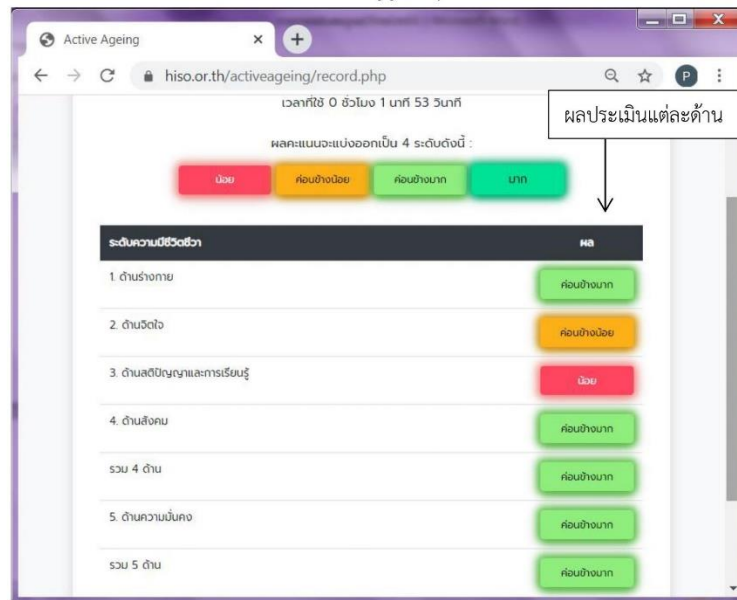 Active Ageing
hiso.or.th/activeageing/record.php
P
เวลาที่ใช้ 0 ชั่วโมง 1 นาที 53 วินาที
ผลประเมินแต่ละด้าน
ผลคะแนนจะแบ่งออกเป็น 4 ระดับดังนี้ :
น้อย ค่อนข้างน้อย ค่อนข้างมาก มาก
ระดับความมีชีวิตชีวา ผล
1. ด้านร่างกาย ค่อนข้างมาก
2. ด้านจิตใจ ค่อนข้างน้อย
3. ด้านสติปัญญาและการเรียนรู้ น้อย
4. ด้านสังคม ค่อนข้างมาก
รวม 4 ด้าน ค่อนข้างมาก
5. ด้านความมั่นคง ค่อนข้างมาก
รวม 5 ด้าน ค่อนข้างมาก